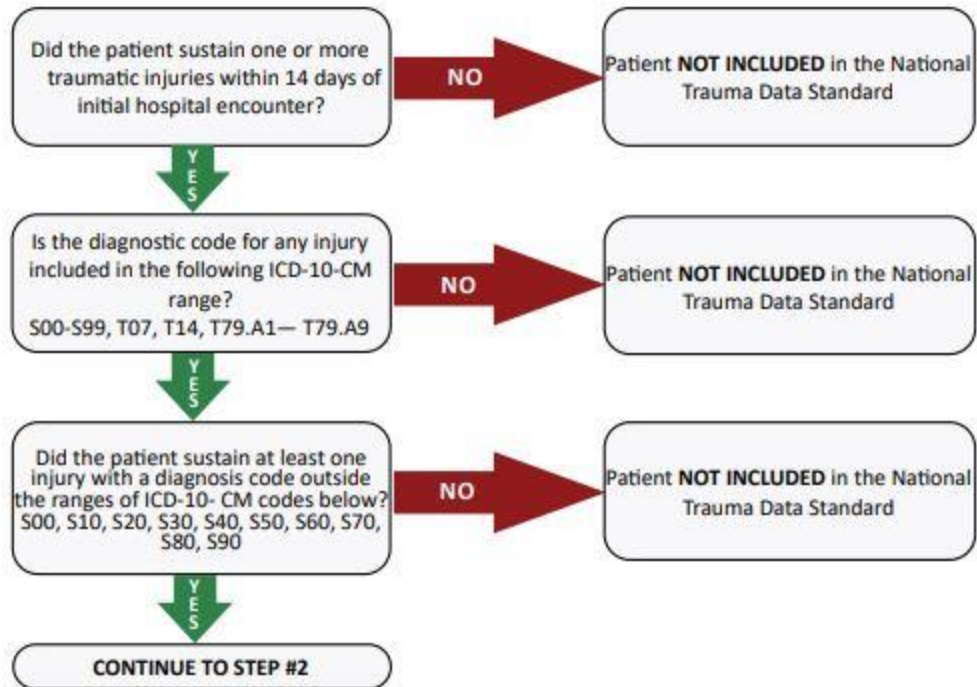 Did the patient sustain one or more
traumatic injuries within 14 days of
initial hospital encounter?
NO
Patient NOT INCLUDED in the National
Trauma Data Standard
YES
Is the diagnostic code for any injury
included in the following ICD-10-CM
range?
S00-S99, T07, T14, T79.A1— T79.A9
NO
Patient NOT INCLUDED in the National
Trauma Data Standard
YES
Did the patient sustain at least one
injury with a diagnosis code outside
the ranges of ICD-10- CM codes below?
S00, S10, S20, S30, S40, S50, S60, S70,
S80, S90
NO
Patient NOT INCLUDED in the National
Trauma Data Standard
YES
CONTINUE TO STEP #2